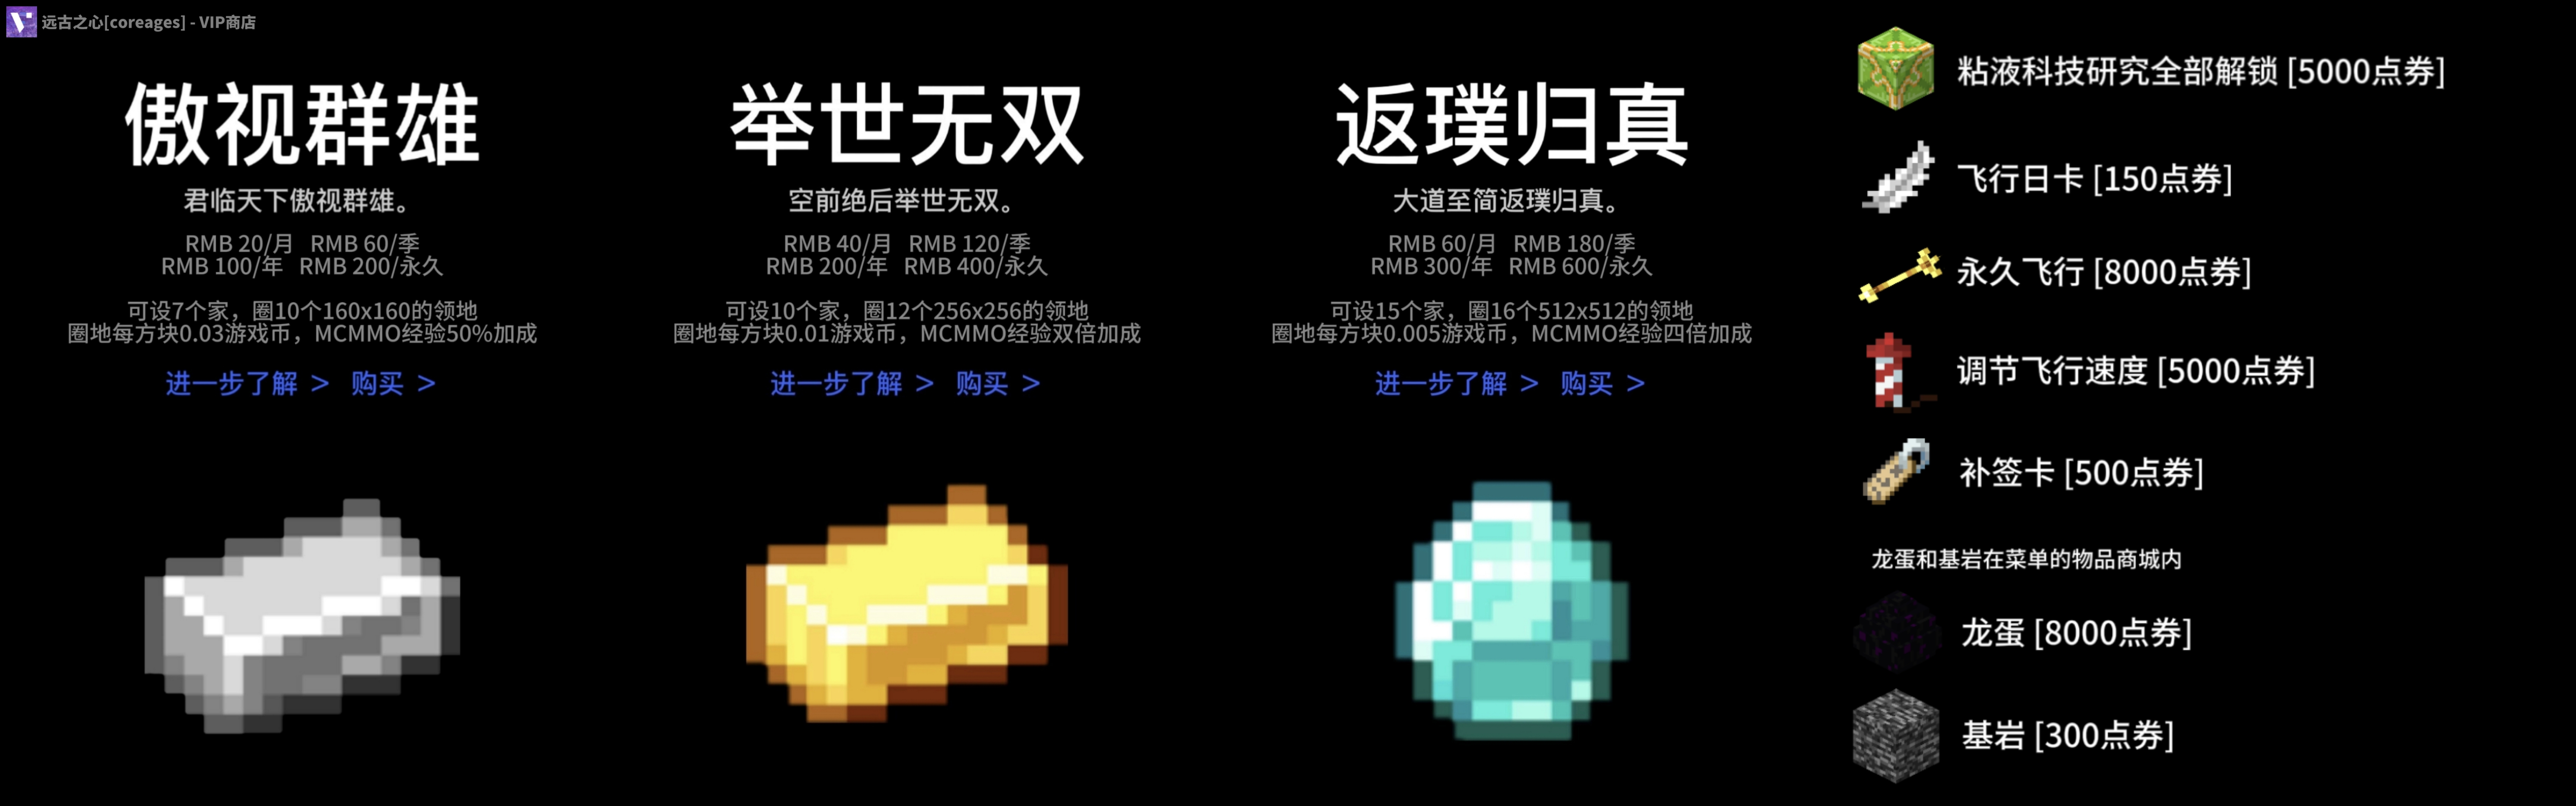 远古之心[coreages] - VIP商店
傲视群雄
君临天下傲视群雄。
RMB 20/月 RMB 60/季
RMB 100/年 RMB 200/永久
可设7个家，圈10个160x160的领地
圈地每方块0.03游戏币，MCMMO经验50%加成
进一步了解 > 购买 >
举世无双
空前绝后举世无双。
RMB 40/月 RMB 120/季
RMB 200/年 RMB 400/永久
可设10个家，圈12个256x256的领地
圈地每方块0.01游戏币，MCMMO经验双倍加成
进一步了解 > 购买 >
返璞归真
大道至简返璞归真。
RMB 60/月 RMB 180/季
RMB 300/年 RMB 600/永久
可设15个家，圈16个512x512的领地
圈地每方块0.005游戏币，MCMMO经验四倍加成
进一步了解 > 购买 >
粘液科技研究全部解锁 [5000点券]
飞行日卡 [150点券]
永久飞行 [8000点券]
调节飞行速度 [5000点券]
补签卡 [500点券]
龙蛋和基岩在菜单的物品商城内
龙蛋 [8000点券]
基岩 [300点券]